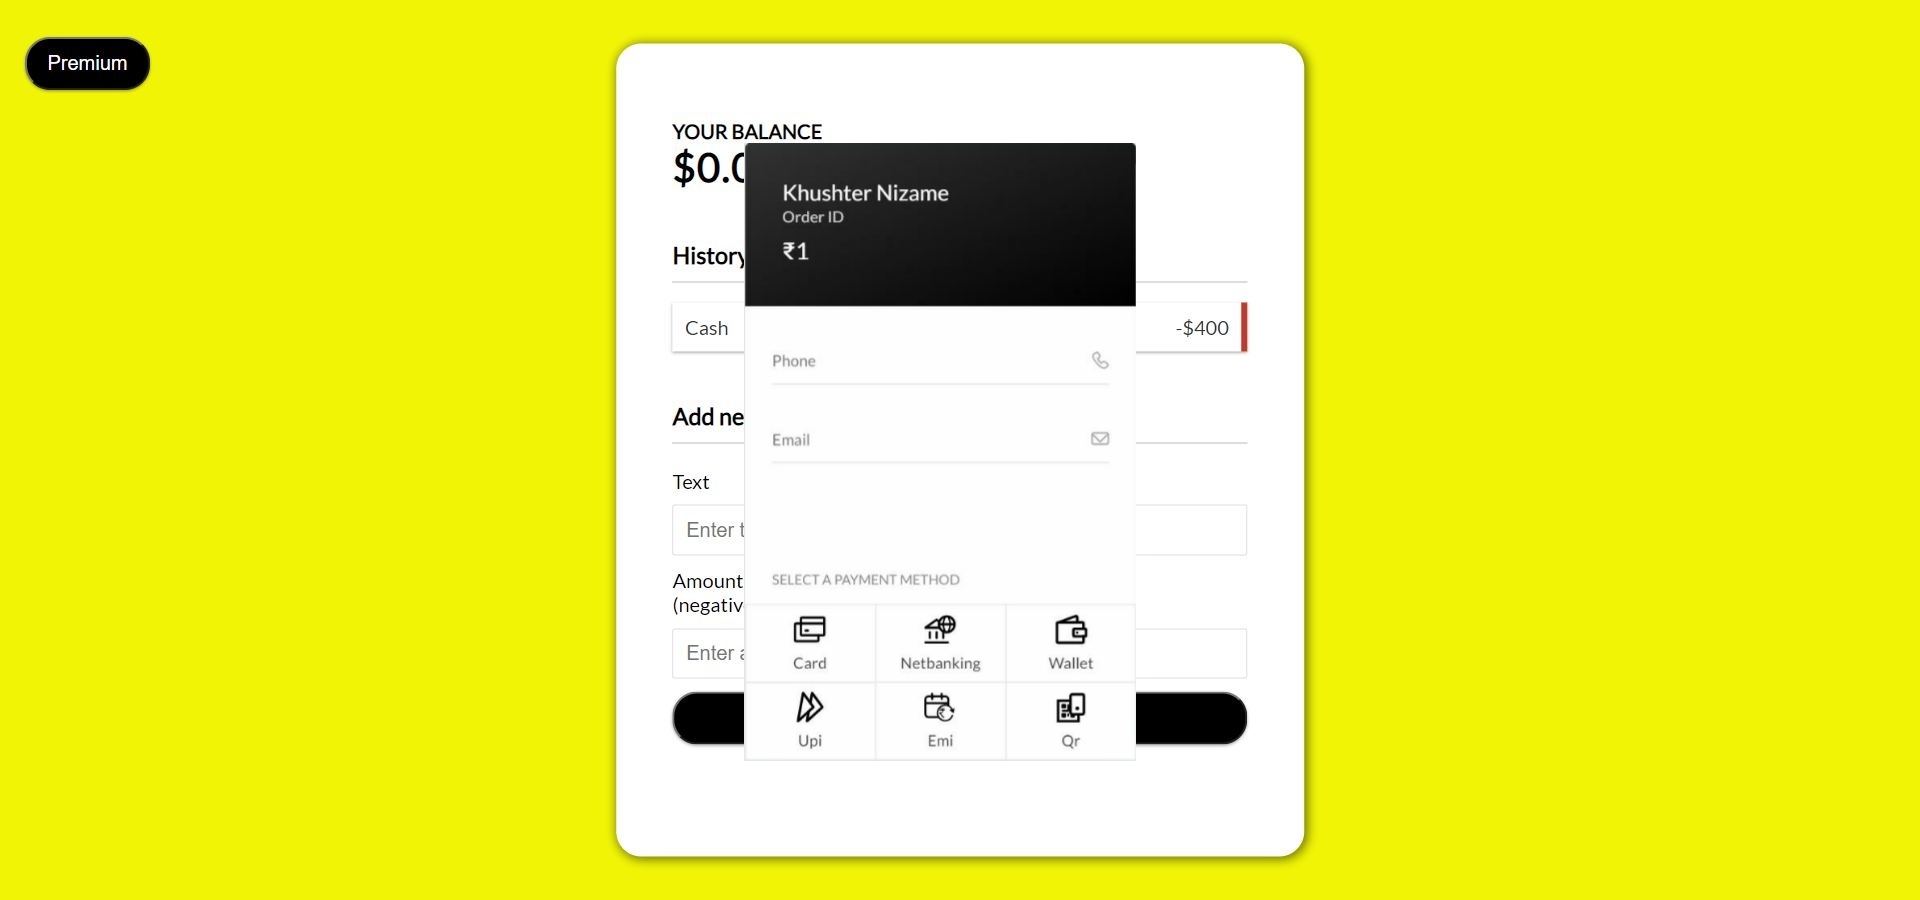 Premium
YOUR BALANCE
$0.0
Khushter Nizame
Order ID
₹1
History
Cash
-$400
Phone
Email
Add ne
Text
Enter t
SELECT A PAYMENT METHOD
Amount
(negativ
Enter a
Card
Netbanking
Wallet
Upi
Emi
Qr